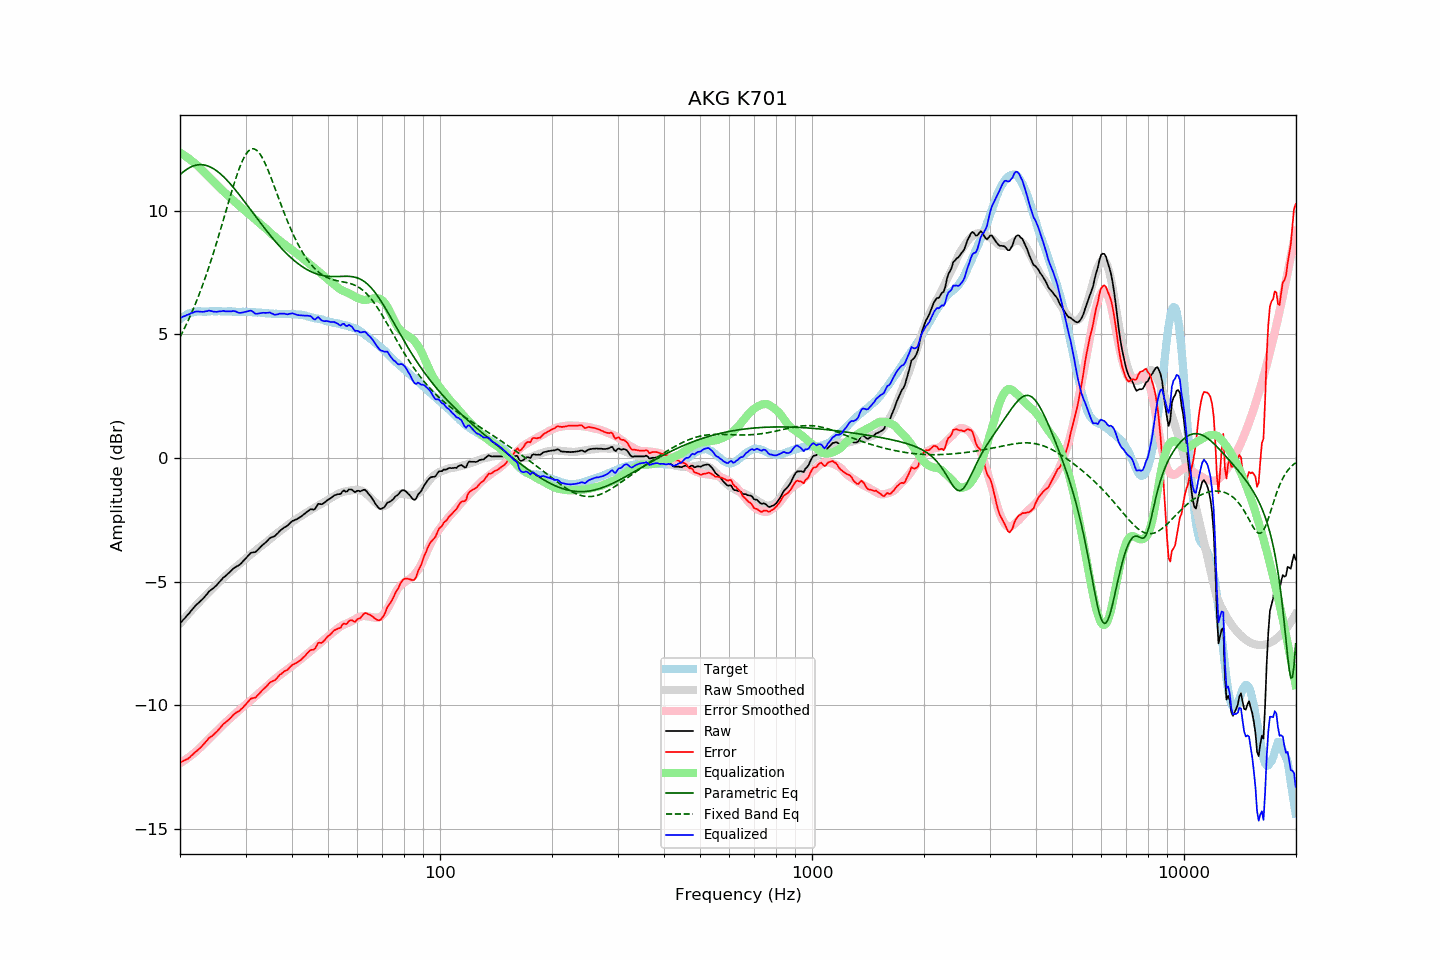 AKG K701
Amplitude (dBr)
10
5
0
−5
−10
−15
Target
Raw Smoothed
Error Smoothed
Raw
Error
Equalization
Parametric Eq
Fixed Band Eq
Equalized
100 1000 10000
Frequency (Hz)